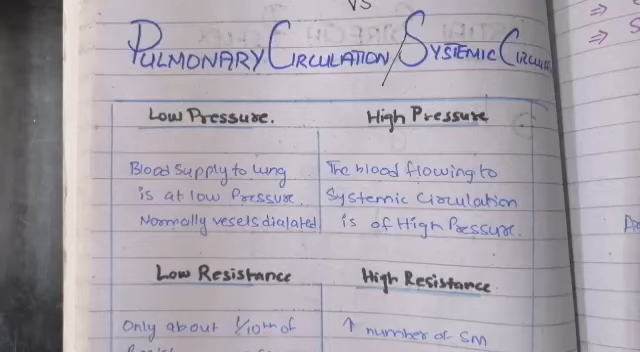 VS
PULMONARY CIRCULATION / SYSTEMIC
Low Pressure.
High Pressure
Blood supply to lung
is at low Pressure.
Normally vesels dialated
The blood flowing to
Systemic Circulation
is of High Pressure.
Low Resistance
High Resistance
Only about 1/10th of
↑ number of SM